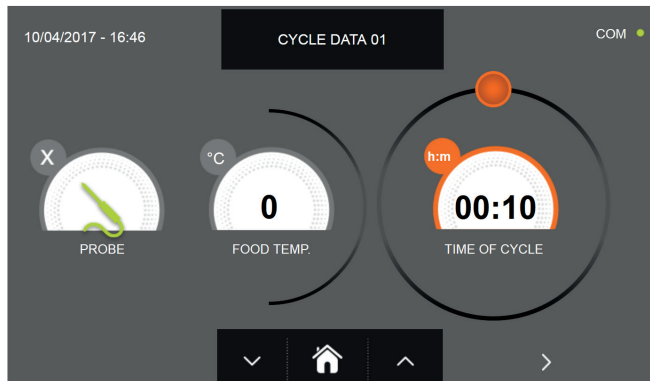 10/04/2017 - 16:46
CYCLE DATA 01
COM
X
PROBE
°C
0
FOOD TEMP.
h:m
00:10
TIME OF CYCLE